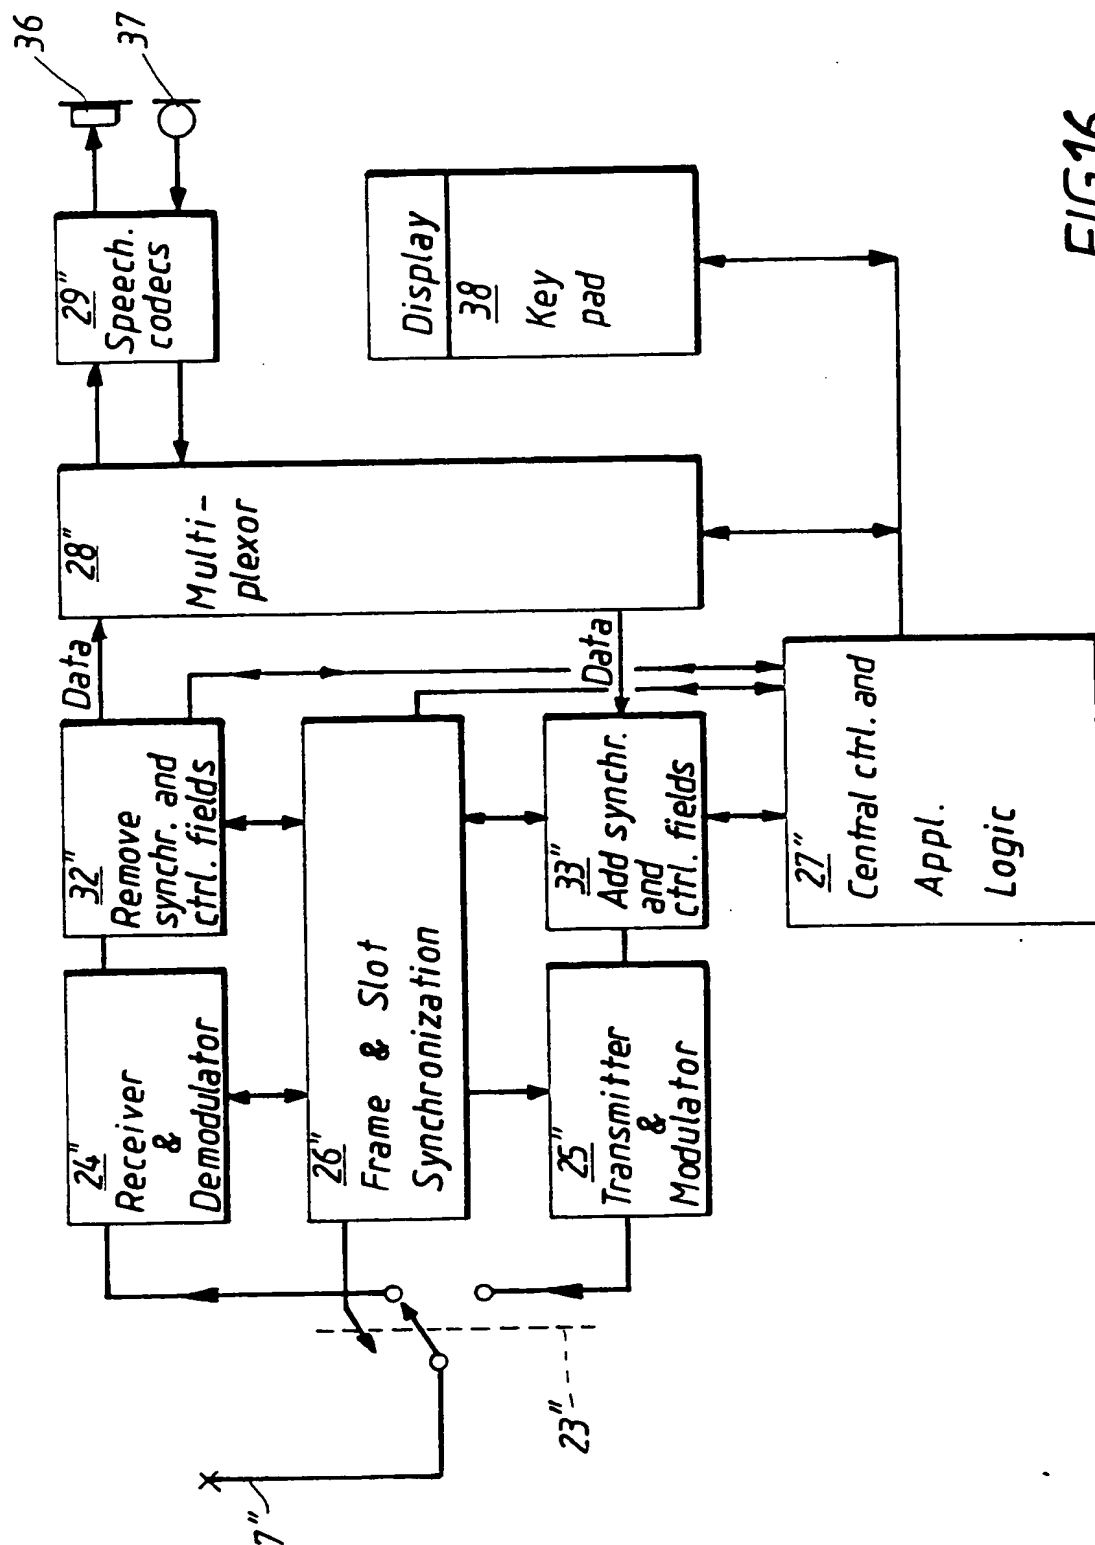 36
37
29"
Speech.
codecs
Display
38
Key
pad
28"
Multi-
plexor
Data
Data
32"
Remove
synchr. and
ctrl. fields
33"
Add synchr.
and
ctrl. fields
27"
Central ctrl. and
Appl.
Logic
24"
Receiver
&
Demodulator
26"
Frame & Slot
Synchronization
25"
Transmitter
&
Modulator
23"
7"
FIG16